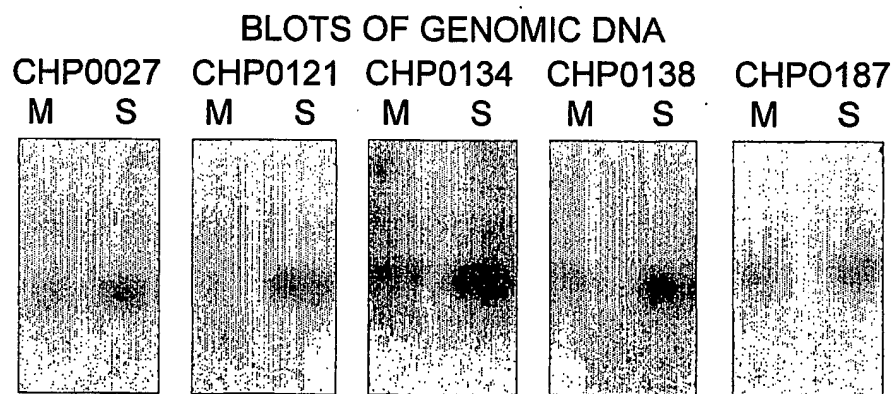 BLOTS OF GENOMIC DNA
CHP0027 CHP0121 CHP0134 CHP0138 CHPO187
M S M S M S M S M S